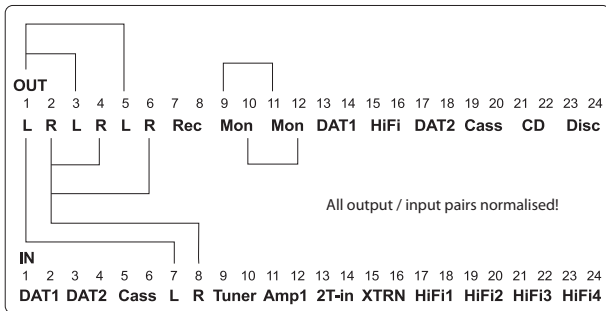 OUT
1 2 3 4 5 6 7 8 9 10 11 12 13 14 15 16 17 18 19 20 21 22 23 24
L R L R L R Rec Mon Mon DAT1 HiFi DAT2 Cass CD Disc
All output / input pairs normalised!
IN
1 2 3 4 5 6 7 8 9 10 11 12 13 14 15 16 17 18 19 20 21 22 23 24
DAT1 DAT2 Cass L R Tuner Amp1 2T-in XTRN HiFi1 HiFi2 HiFi3 HiFi4